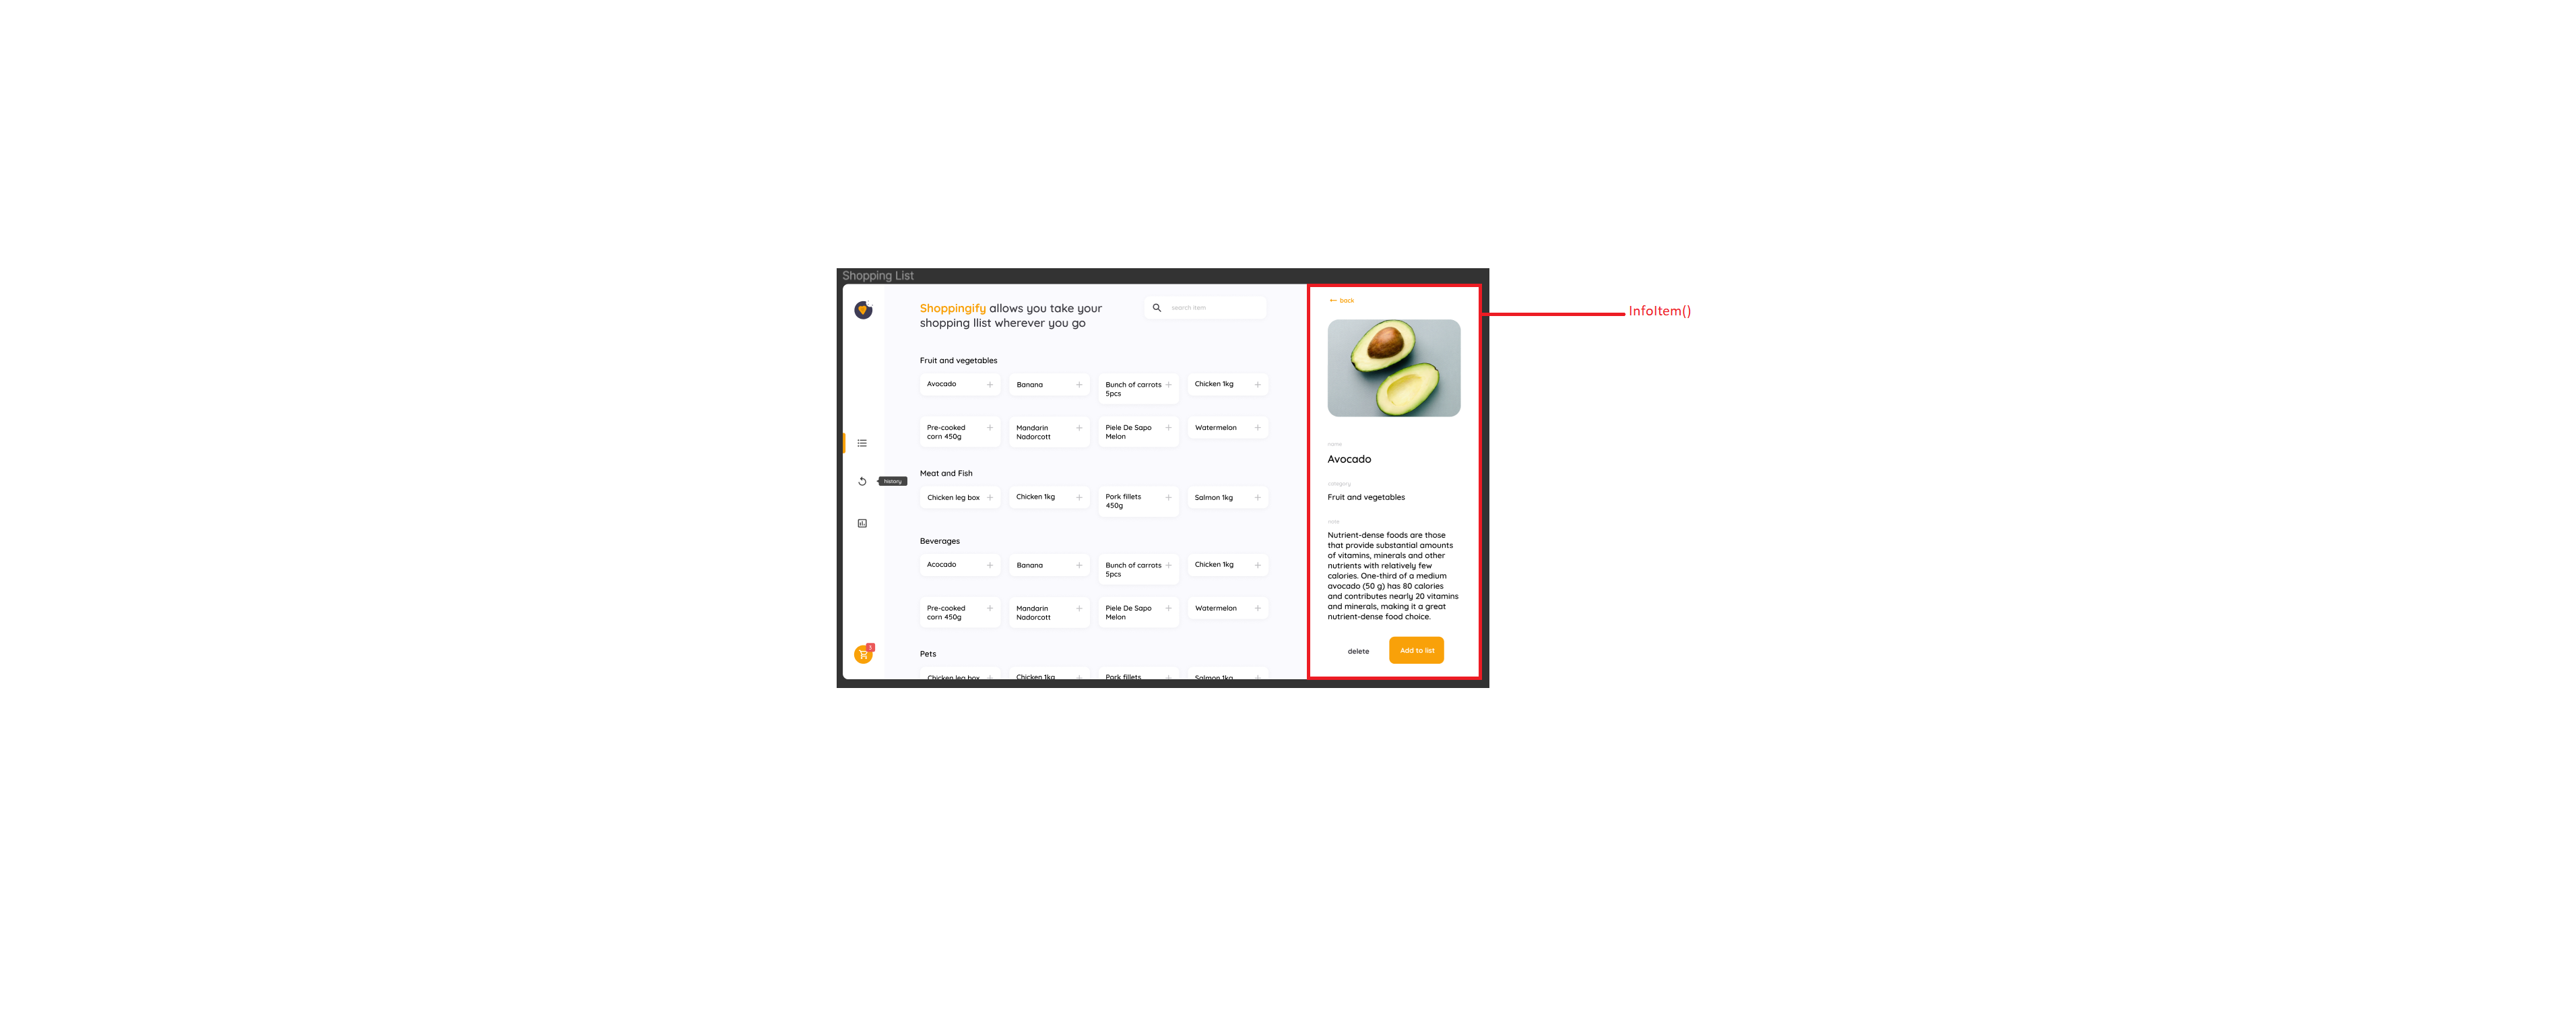 Shopping List
Shoppingify allows you take your
shopping llist wherever you go
search item
Fruit and vegetables
Avocado
Banana
Bunch of carrots
5pcs
Chicken 1kg
Pre-cooked
corn 450g
Mandarin
Nadorcott
Piele De Sapo
Melon
Watermelon
Meat and Fish
Chicken leg box
Chicken 1kg
Pork fillets
450g
Salmon 1kg
Beverages
Acocado
Banana
Bunch of carrots
5pcs
Chicken 1kg
Pre-cooked
corn 450g
Mandarin
Nadorcott
Piele De Sapo
Melon
Watermelon
Pets
Chicken leg box
Chicken 1kg
Pork fillets
Salmon 1kg
history
3
back
name
Avocado
category
Fruit and vegetables
note
Nutrient-dense foods are those
that provide substantial amounts
of vitamins, minerals and other
nutrients with relatively few
calories. One-third of a medium
avocado (50 g) has 80 calories
and contributes nearly 20 vitamins
and minerals, making it a great
nutrient-dense food choice.
delete
Add to list
InfoItem()